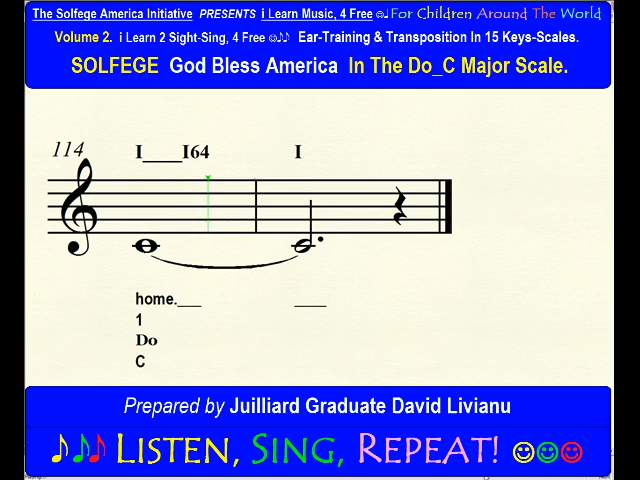 The Solfege America Initiative PRESENTS i Learn Music, 4 Free ☺♩For Children Around The World
Volume 2. i Learn 2 Sight-Sing, 4 Free ☺♪♪ Ear-Training & Transposition In 15 Keys-Scales.
SOLFEGE God Bless America In The Do_C Major Scale.
114 I____I64 I
home.___ ____
1
Do
C
Prepared by Juilliard Graduate David Livianu
♪♫♪ LISTEN, SING, REPEAT! ☺☺☺